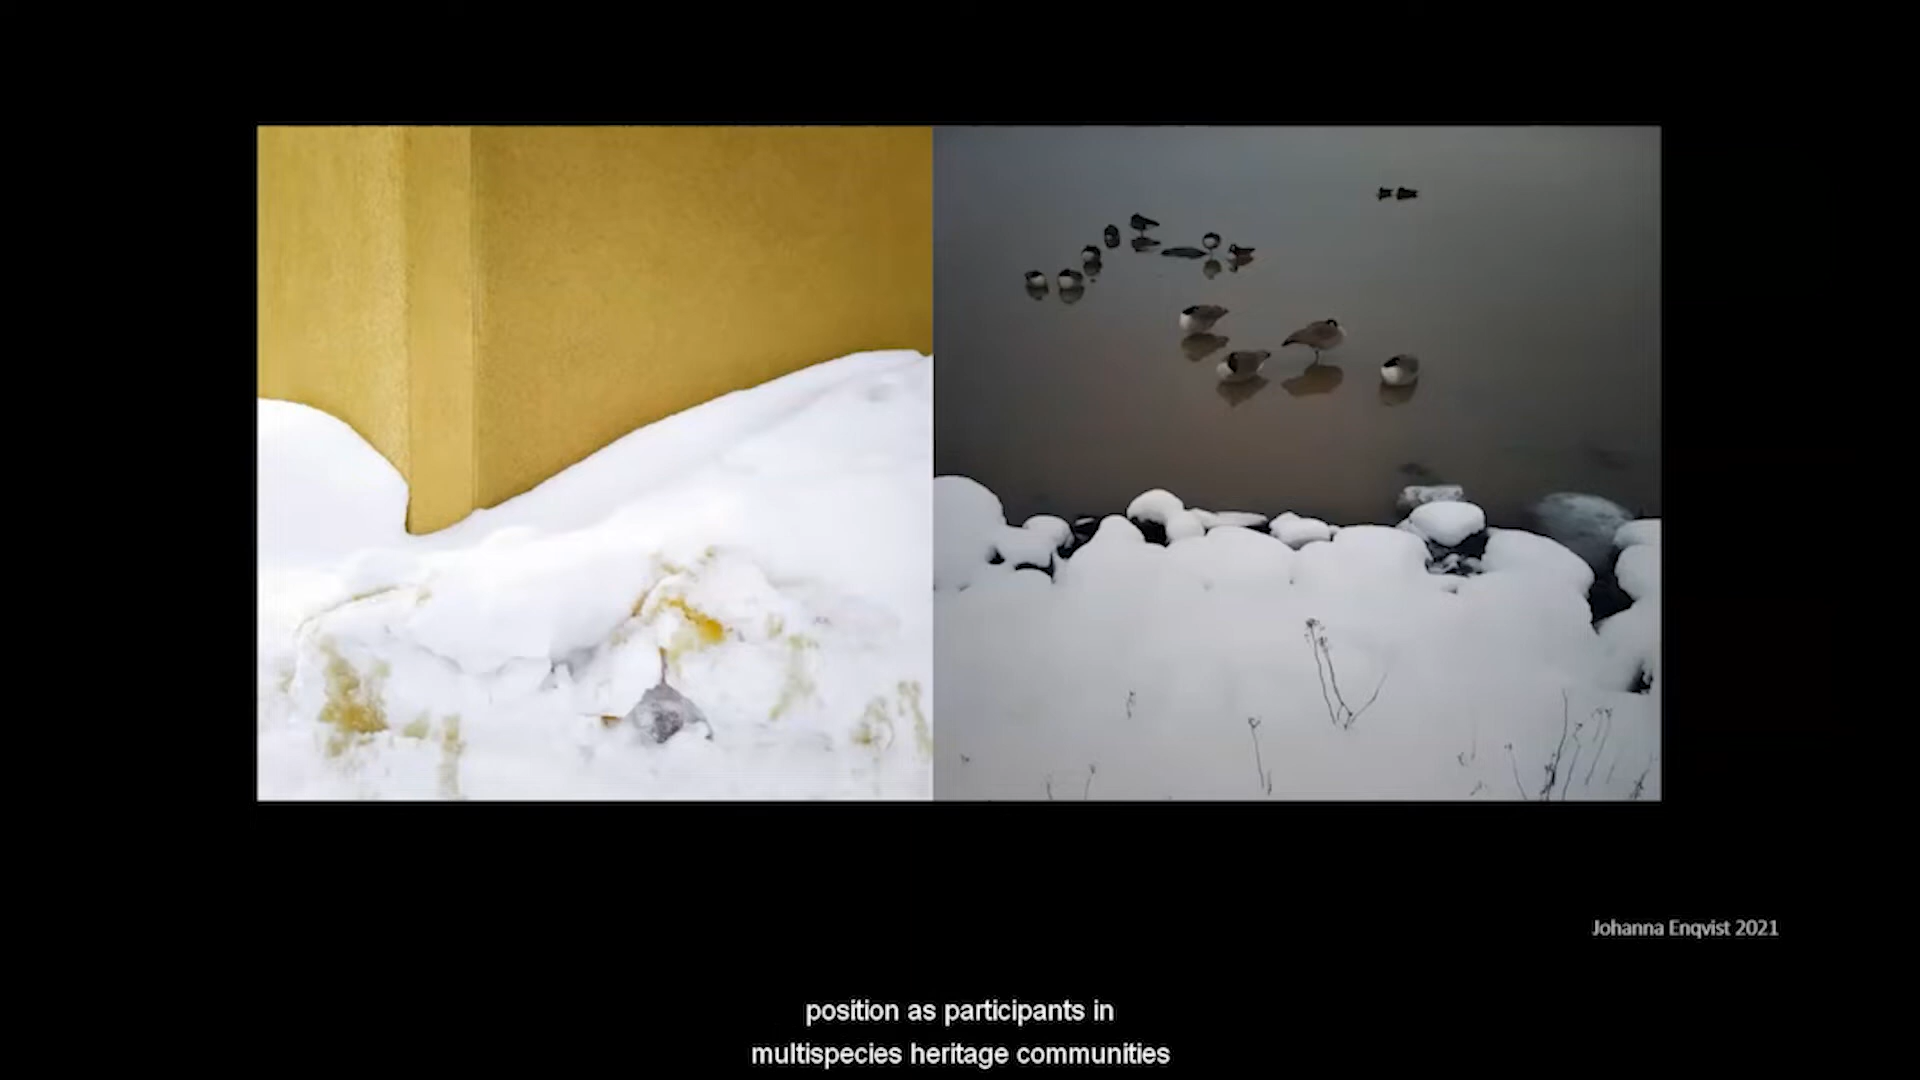 Johanna Enqvist 2021
position as participants in
multispecies heritage communities